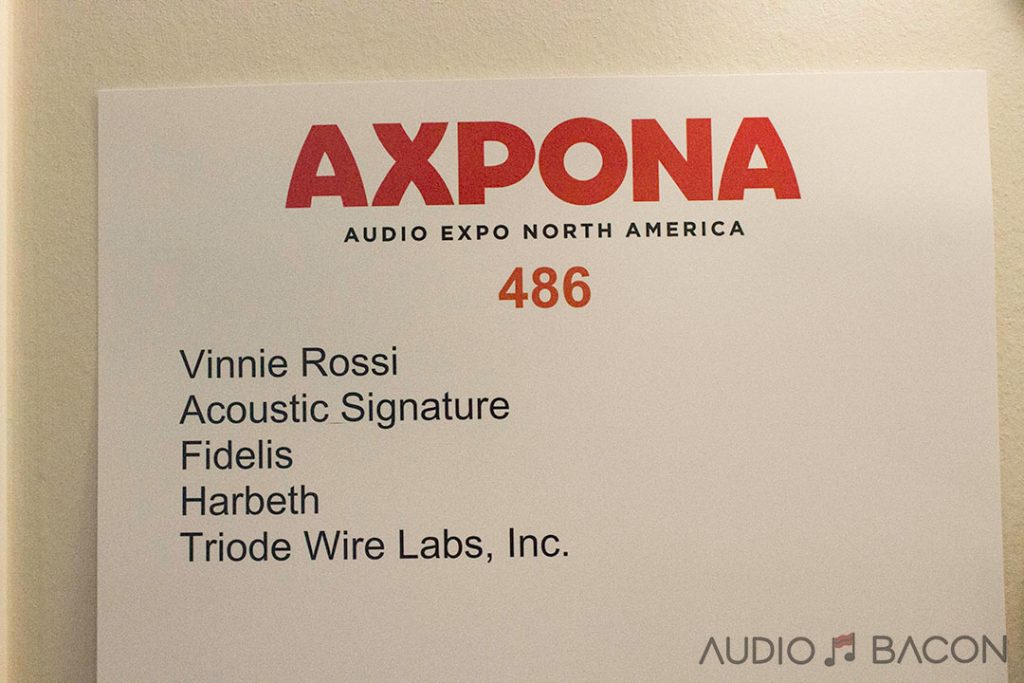 AXPONA
AUDIO EXPO NORTH AMERICA
486
Vinnie Rossi
Acoustic Signature
Fidelis
Harbeth
Triode Wire Labs, Inc.
AUDIO BACON